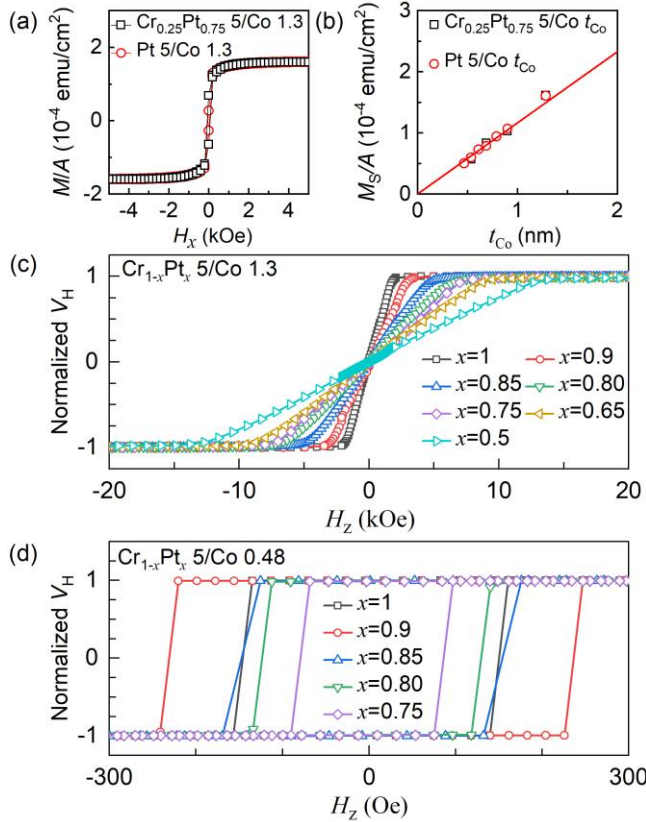 (a)
Cr0.25Pt0.75 5/Co 1.3
Pt 5/Co 1.3
M/A (10-4 emu/cm2)
2
0
-2
-4 0 4
Hx (kOe)
(b)
Cr0.25Pt0.75 5/Co tCo
Pt 5/Co tCo
MS/A (10-4 emu/cm2)
3
2
1
0
0 1 2
tCo (nm)
(c)
Cr1-xPtx 5/Co 1.3
Normalized VH
1
0
-1
x=1
x=0.9
x=0.85
x=0.80
x=0.75
x=0.65
x=0.5
-20 -10 0 10 20
Hz (kOe)
(d)
Cr1-xPtx 5/Co 0.48
Normalized VH
1
0
-1
x=1
x=0.9
x=0.85
x=0.80
x=0.75
-300 0 300
Hz (Oe)